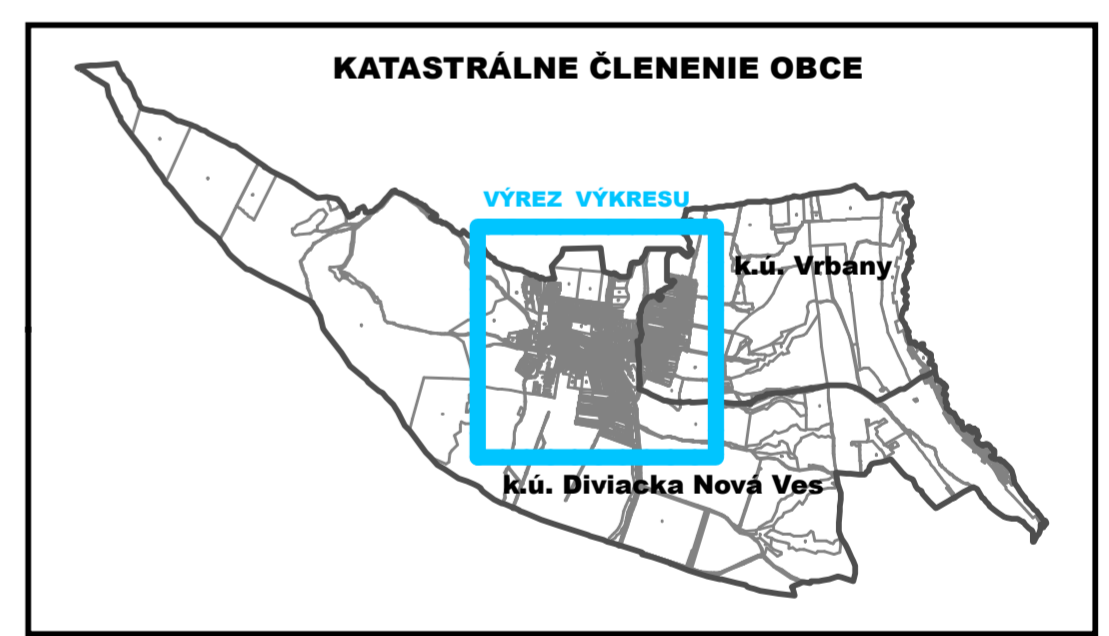 KATASTRÁLNE ČLENENIE OBCE
VÝREZ VÝKRESU
k.ú. Vrbany
k.ú. Diviacka Nová Ves